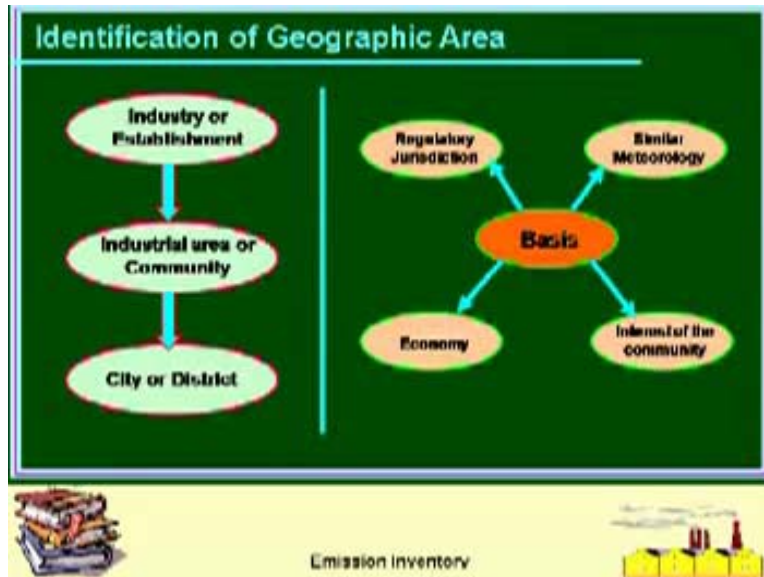 Identification of Geographic Area
Industry or
Establishment
Industrial area or
Community
City or District
Regulatory
Jurisdiction
Similar
Meteorology
Basis
Economy
Interest of the
community
Emission Inventory